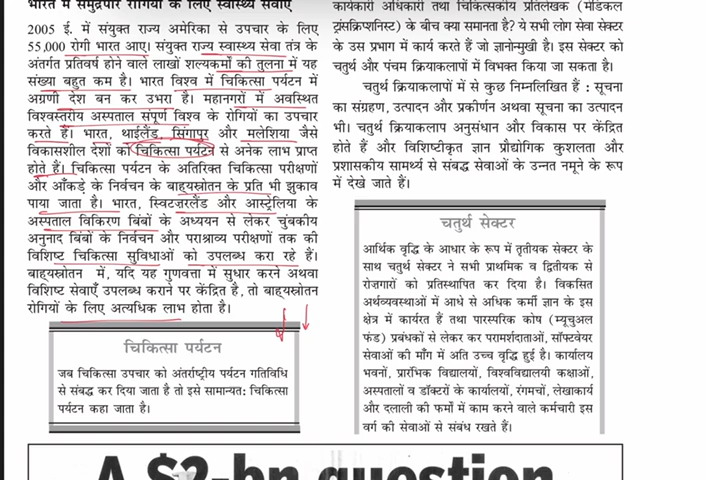 भारत में समुद्रपार रोगियों के लिए स्वास्थ्य सेवाएँ
2005 ई. में संयुक्त राज्य अमेरिका से उपचार के लिए
55,000 रोगी भारत आए। संयुक्त राज्य स्वास्थ्य सेवा तंत्र के
अंतर्गत प्रतिवर्ष होने वाले लाखों शल्यकर्मों की तुलना में यह
संख्या बहुत कम है। भारत विश्व में चिकित्सा पर्यटन में
अग्रणी देश बन कर उभरा है। महानगरों में अवस्थित
विश्वस्तरीय अस्पताल संपूर्ण विश्व के रोगियों का उपचार
करते हैं। भारत, थाईलैंड, सिंगापुर और मलेशिया जैसे
विकासशील देशों को चिकित्सा पर्यटन से अनेक लाभ प्राप्त
होते हैं। चिकित्सा पर्यटन के अतिरिक्त चिकित्सा परीक्षणों
और आँकड़े के निर्वचन के बाह्यस्रोतन के प्रति भी झुकाव
पाया जाता है। भारत, स्विटज़रलैंड और आस्ट्रेलिया के
अस्पताल विकिरण बिंबों के अध्ययन से लेकर चुंबकीय
अनुनाद बिंबों के निर्वचन और पराश्रव्य परीक्षणों तक की
विशिष्ट चिकित्सा सुविधाओं को उपलब्ध करा रहे हैं।
बाह्यस्रोतन में, यदि यह गुणवत्ता में सुधार करने अथवा
विशिष्ट सेवाएँ उपलब्ध कराने पर केंद्रित है, तो बाह्यस्रोतन
रोगियों के लिए अत्यधिक लाभ होता है।
चिकित्सा पर्यटन
जब चिकित्सा उपचार को अंतर्राष्ट्रीय पर्यटन गतिविधि
से संबद्ध कर दिया जाता है तो इसे सामान्यत: चिकित्सा
पर्यटन कहा जाता है।
कार्यकारी अधिकारी तथा चिकित्सकीय प्रतिलेखक (मेडिकल
ट्रांसक्रिप्शनिस्ट) के बीच क्या समानता है? ये सभी लोग सेवा सेक्टर
के उस प्रभाग में कार्य करते हैं जो ज्ञानोन्मुखी है। इस सेक्टर को
चतुर्थ और पंचम क्रियाकलापों में विभक्त किया जा सकता है।
चतुर्थ क्रियाकलापों में से कुछ निम्नलिखित हैं : सूचना
का संग्रहण, उत्पादन और प्रकीर्णन अथवा सूचना का उत्पादन
भी। चतुर्थ क्रियाकलाप अनुसंधान और विकास पर केंद्रित
होते हैं और विशिष्टीकृत ज्ञान प्रौद्योगिक कुशलता और
प्रशासकीय सामर्थ्य से संबद्ध सेवाओं के उन्नत नमूने के रूप
में देखे जाते हैं।
चतुर्थ सेक्टर
आर्थिक वृद्धि के आधार के रूप में तृतीयक सेक्टर के
साथ चतुर्थ सेक्टर ने सभी प्राथमिक व द्वितीयक से
रोजगारों को प्रतिस्थापित कर दिया है। विकसित
अर्थव्यवस्थाओं में आधे से अधिक कर्मी ज्ञान के इस
क्षेत्र में कार्यरत हैं तथा पारस्परिक कोष (म्यूचुअल
फंड) प्रबंधकों से लेकर कर परामर्शदाताओं, सॉफ्टवेयर
सेवाओं की माँग में अति उच्च वृद्धि हुई है। कार्यालय
भवनों, प्रारंभिक विद्यालयों, विश्वविद्यालयी कक्षाओं,
अस्पतालों व डॉक्टरों के कार्यालयों, रंगमंचों, लेखाकार्य
और दलाली की फर्मों में काम करने वाले कर्मचारी इस
वर्ग की सेवाओं से संबंध रखते हैं।
A $2-bn question